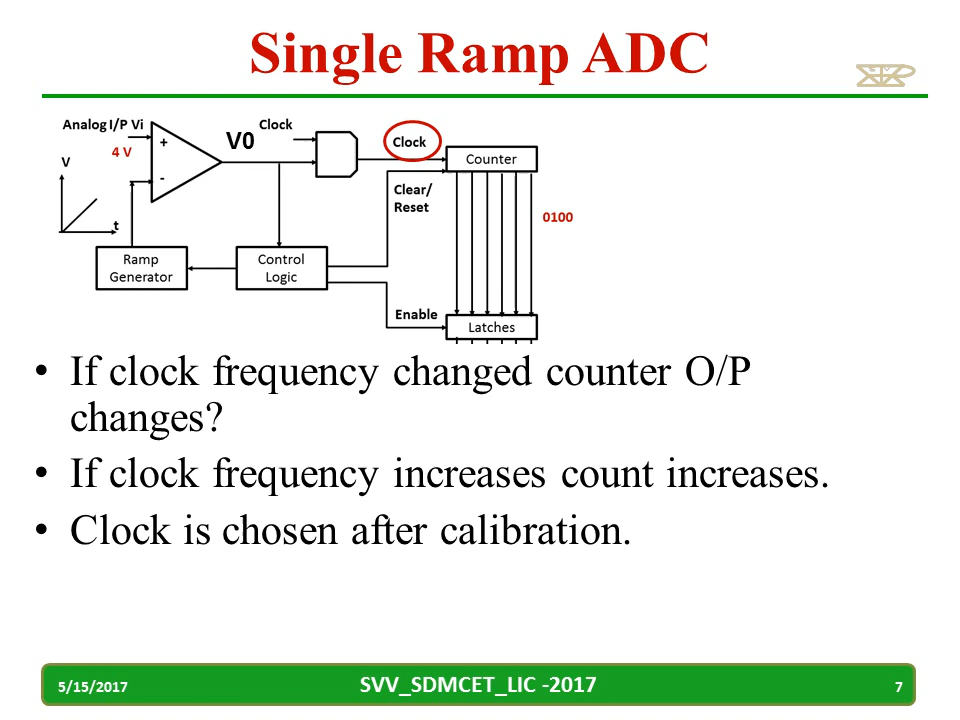 Single Ramp ADC
Analog I/P Vi
4 V
V
t
+
-
V0
Clock
Clock
Counter
Clear/
Reset
0100
Ramp
Generator
Control
Logic
Enable
Latches
• If clock frequency changed counter O/P
changes?
• If clock frequency increases count increases.
• Clock is chosen after calibration.
5/15/2017
SVV_SDMCET_LIC -2017
7